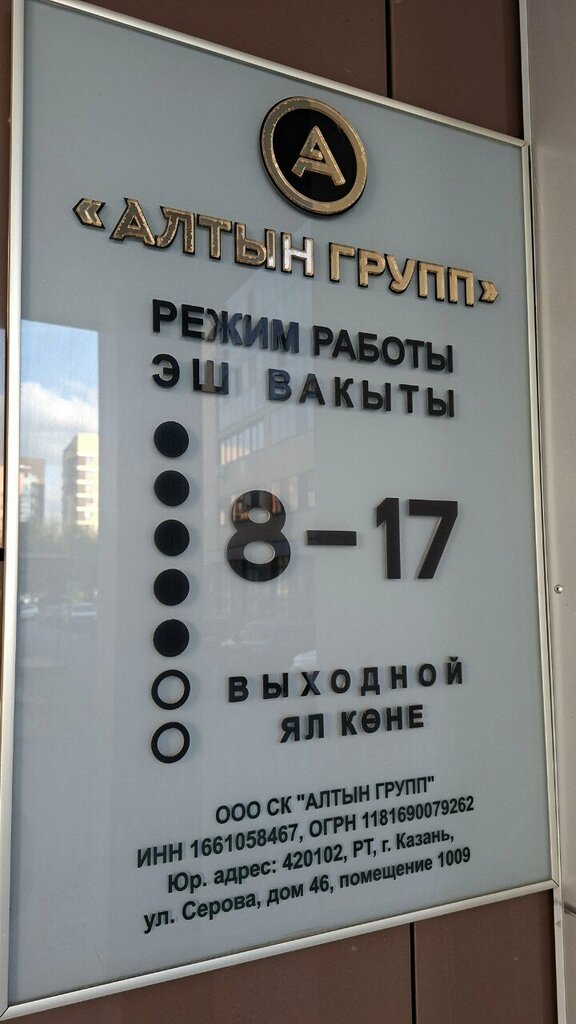 А
«АЛТЫН ГРУПП»
РЕЖИМ РАБОТЫ
ЭШ ВАКЫТЫ
8-17
ВЫХОДНОЙ
ЯЛ КӨНЕ
ООО СК "АЛТЫН ГРУПП"
ИНН 1661058467, ОГРН 1181690079262
Юр. адрес: 420102, РТ, г. Казань,
ул. Серова, дом 46, помещение 1009